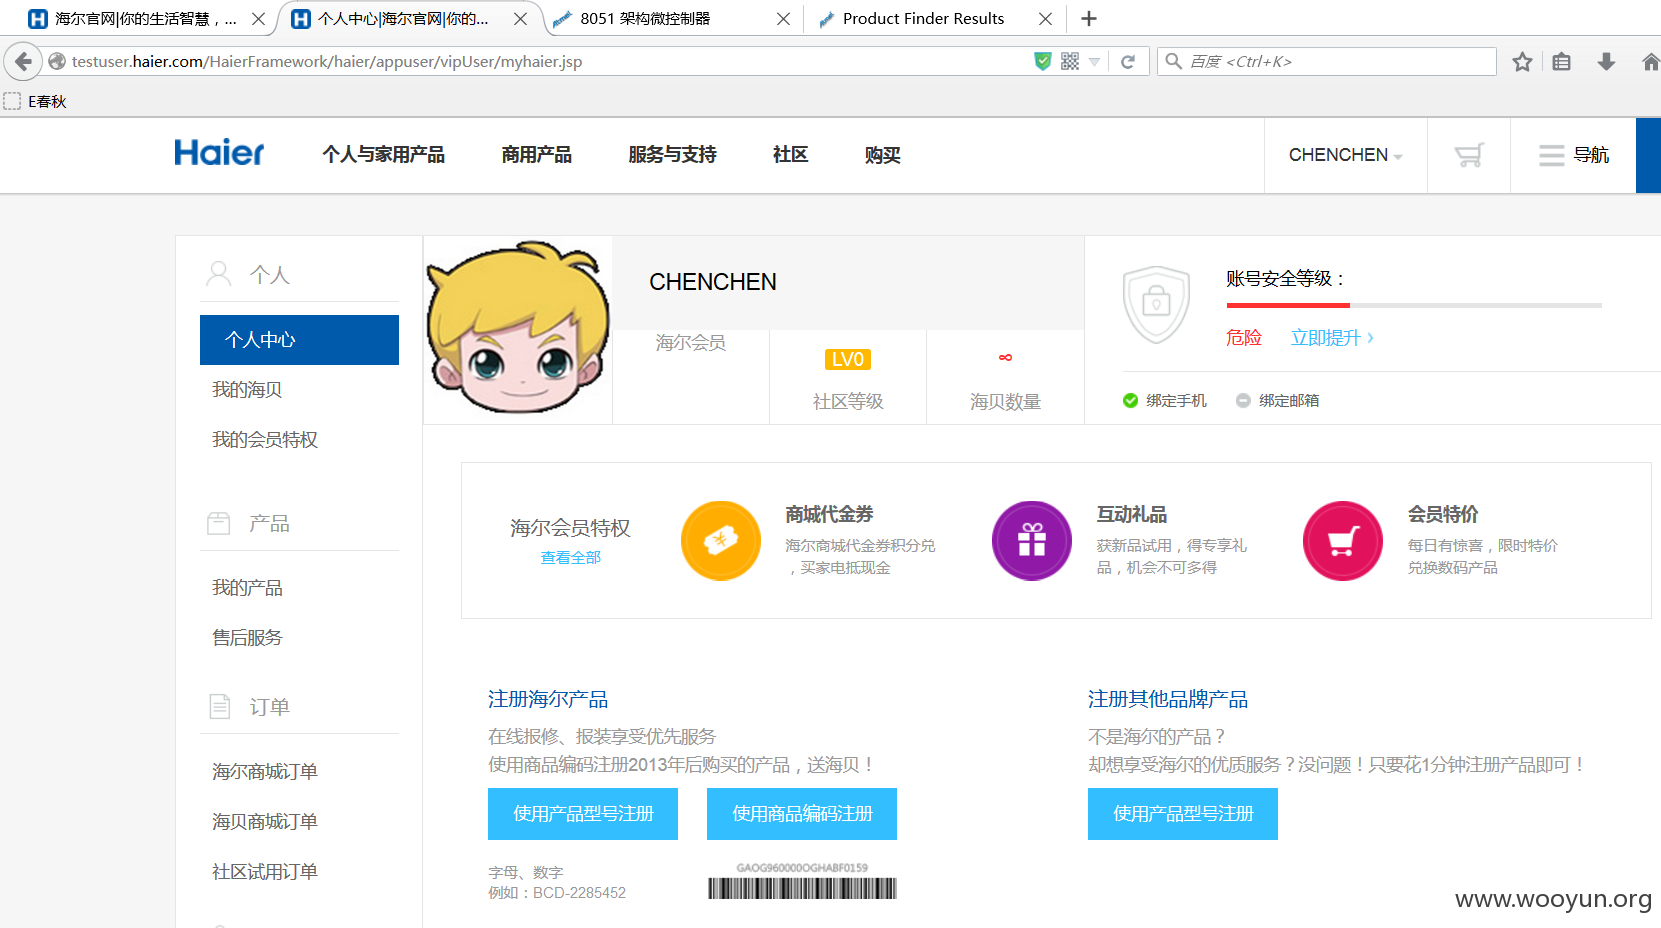 海尔官网|你的生活智慧，...
个人中心|海尔官网|你的...
8051 架构微控制器
Product Finder Results
testuser.haier.com/HaierFramework/haier/appuser/vipUser/myhaier.jsp
百度 <Ctrl+K>
E春秋
Haier
个人与家用产品
商用产品
服务与支持
社区
购买
CHENCHEN
导航
个人
个人中心
我的海贝
我的会员特权
产品
我的产品
售后服务
订单
海尔商城订单
海贝商城订单
社区试用订单
CHENCHEN
海尔会员
LV0
社区等级
∞
海贝数量
账号安全等级：
危险
立即提升 ›
绑定手机
绑定邮箱
海尔会员特权
查看全部
商城代金券
海尔商城代金券积分兑
，买家电抵现金
互动礼品
获新品试用，得专享礼
品，机会不可多得
会员特价
每日有惊喜，限时特价
兑换数码产品
注册海尔产品
在线报修、报装享受优先服务
使用商品编码注册2013年后购买的产品，送海贝！
使用产品型号注册
使用商品编码注册
字母、数字
例如：BCD-2285452
GAOG960000OGHABF0159
注册其他品牌产品
不是海尔的产品？
却想享受海尔的优质服务？没问题！只要花1分钟注册产品即可！
使用产品型号注册
www.wooyun.org